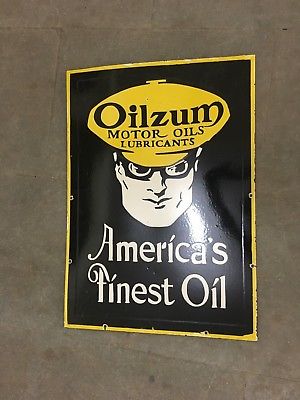 Oilzum
MOTOR OILS
LUBRICANTS
America's
Finest Oil